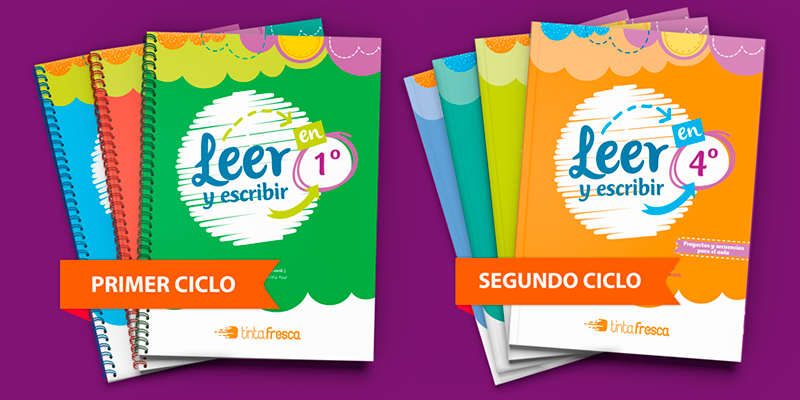 Leer
en
1º
y escribir
PRIMER CICLO
tintafresca
Leer
en
4º
y escribir
Proyectos y secuencias
para el aula
SEGUNDO CICLO
tintafresca